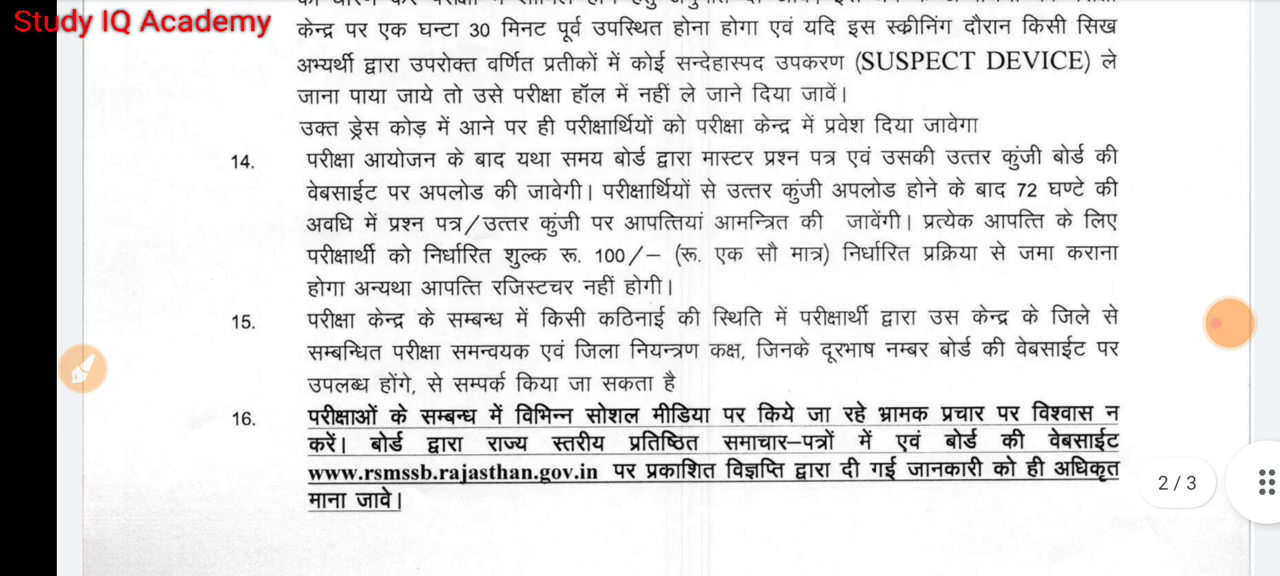 Study IQ Academy
केन्द्र पर एक घन्टा 30 मिनट पूर्व उपस्थित होना होगा एवं यदि इस स्क्रीनिंग दौरान किसी सिख
अभ्यर्थी द्वारा उपरोक्त वर्णित प्रतीकों में कोई सन्देहास्पद उपकरण (SUSPECT DEVICE) ले
जाना पाया जाये तो उसे परीक्षा हॉल में नहीं ले जाने दिया जावें।
उक्त ड्रेस कोड़ में आने पर ही परीक्षार्थियों को परीक्षा केन्द्र में प्रवेश दिया जावेगा
14. परीक्षा आयोजन के बाद यथा समय बोर्ड द्वारा मास्टर प्रश्न पत्र एवं उसकी उत्तर कुंजी बोर्ड की
वेबसाईट पर अपलोड की जावेगी। परीक्षार्थियों से उत्तर कुंजी अपलोड होने के बाद 72 घण्टे की
अवधि में प्रश्न पत्र/उत्तर कुंजी पर आपत्तियां आमन्त्रित की जावेंगी। प्रत्येक आपत्ति के लिए
परीक्षार्थी को निर्धारित शुल्क रू. 100/– (रू. एक सौ मात्र) निर्धारित प्रक्रिया से जमा कराना
होगा अन्यथा आपत्ति रजिस्टचर नहीं होगी।
15. परीक्षा केन्द्र के सम्बन्ध में किसी कठिनाई की स्थिति में परीक्षार्थी द्वारा उस केन्द्र के जिले से
सम्बन्धित परीक्षा समन्वयक एवं जिला नियन्त्रण कक्ष, जिनके दूरभाष नम्बर बोर्ड की वेबसाईट पर
उपलब्ध होंगे, से सम्पर्क किया जा सकता है
16. परीक्षाओं के सम्बन्ध में विभिन्न सोशल मीडिया पर किये जा रहे भ्रामक प्रचार पर विश्वास न
करें। बोर्ड द्वारा राज्य स्तरीय प्रतिष्ठित समाचार–पत्रों में एवं बोर्ड की वेबसाईट
www.rsmssb.rajasthan.gov.in पर प्रकाशित विज्ञप्ति द्वारा दी गई जानकारी को ही अधिकृत
माना जावे।
2 / 3